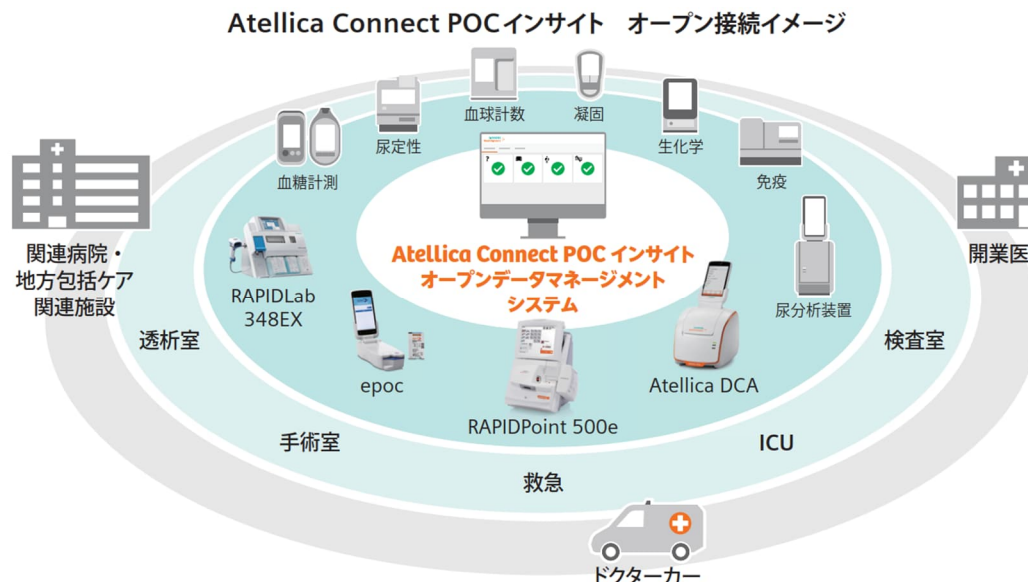 Atellica Connect POCインサイト オープン接続イメージ
血球計数
凝固
尿定性
生化学
血糖計測
免疫
関連病院・
地方包括ケア
関連施設
開業医
Atellica Connect POC インサイト
オープンデータマネージメント
システム
RAPIDLab
348EX
尿分析装置
透析室
検査室
epoc
Atellica DCA
RAPIDPoint 500e
手術室
ICU
救急
ドクターカー